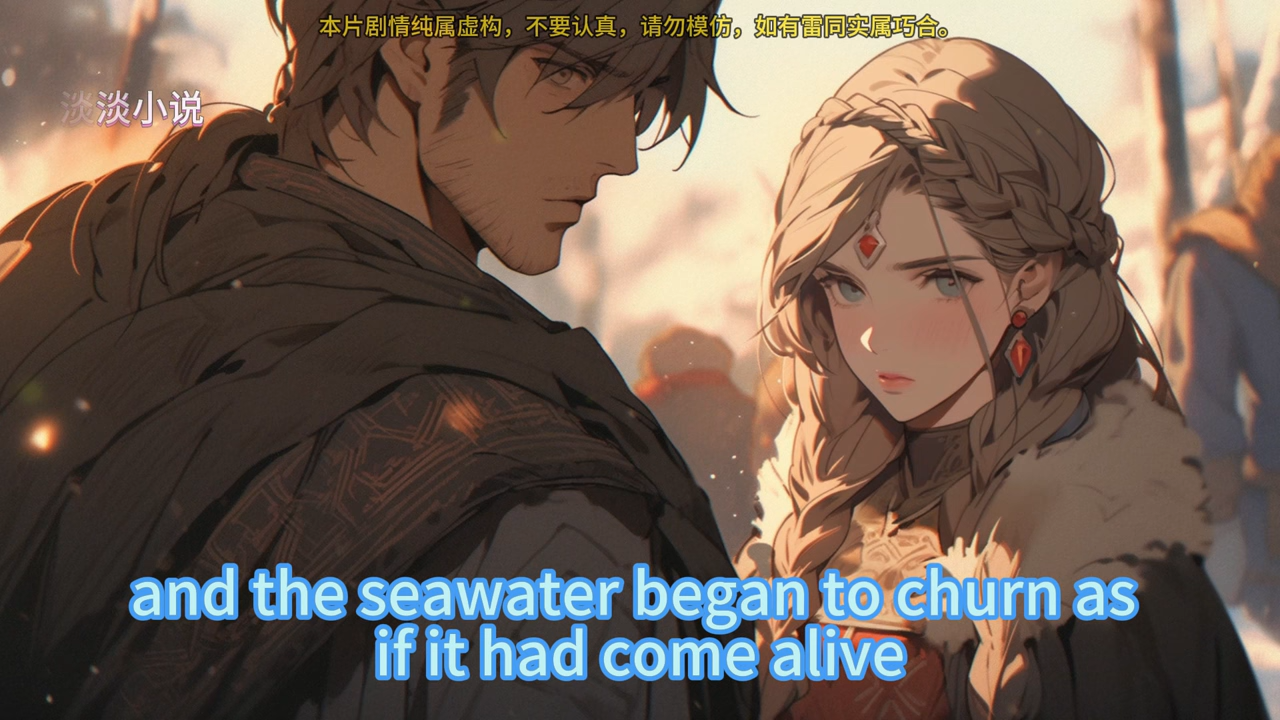 本片剧情纯属虚构，不要认真，请勿模仿，如有雷同实属巧合。
淡淡小说
and the seawater began to churn as
if it had come alive